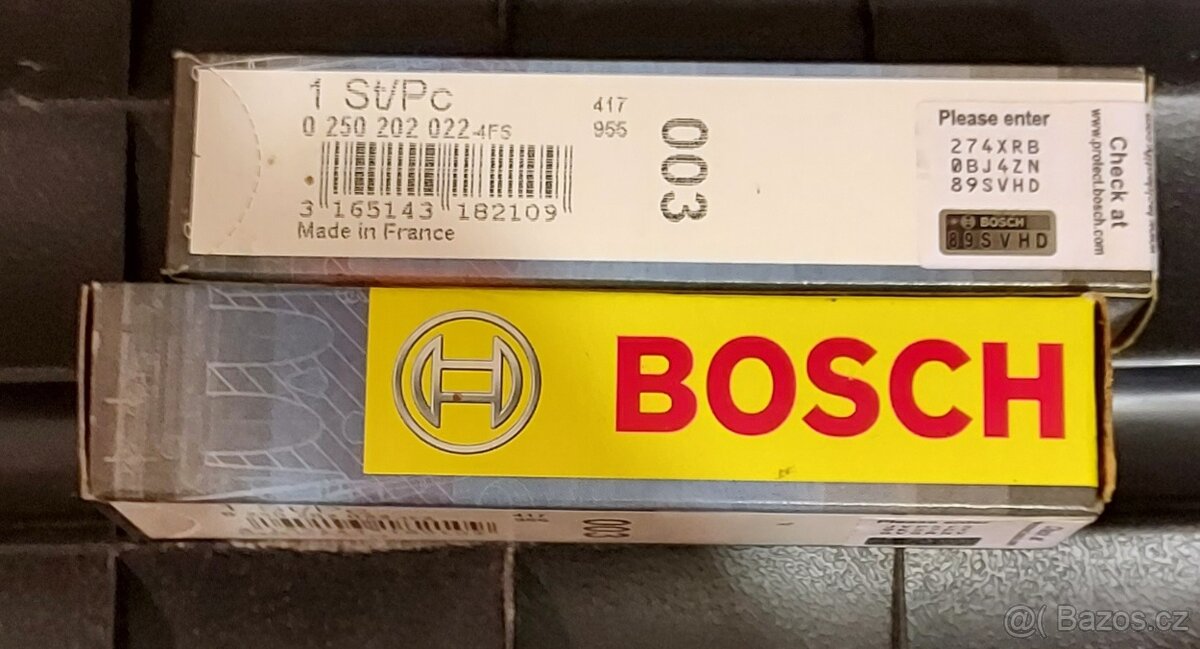 1 St/Pc
0 250 202 022-4FS
3 165143 182109
Made in France
417
955
003
Please enter
274XRB
0BJ4ZN
89SVHD
BOSCH
89SVHD
Check at
www.protect.bosch.com
BOSCH
417
955
003
@( Bazos.cz